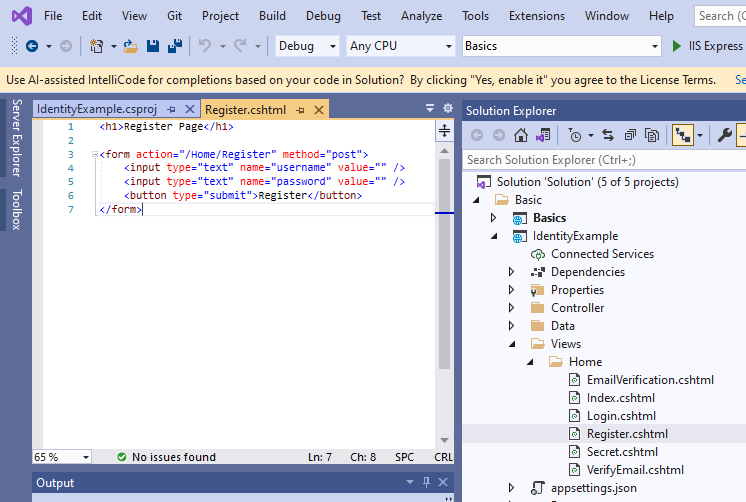 File Edit View Git Project Build Debug Test Analyze Tools Extensions Window Help Search (C
Debug Any CPU Basics IIS Express
Use AI-assisted IntelliCode for completions based on your code in Solution? By clicking "Yes, enable it" you agree to the License Terms. Se
Server Explorer
Toolbox
IdentityExample.csproj Register.cshtml
1 <h1>Register Page</h1>
2
3 <form action="/Home/Register" method="post">
4 <input type="text" name="username" value="" />
5 <input type="text" name="password" value="" />
6 <button type="submit">Register</button>
7 </form>
65 % No issues found Ln: 7 Ch: 8 SPC CRL
Output
Solution Explorer
Search Solution Explorer (Ctrl+;)
Solution 'Solution' (5 of 5 projects)
Basic
Basics
IdentityExample
Connected Services
Dependencies
Properties
Controller
Data
Views
Home
EmailVerification.cshtml
Index.cshtml
Login.cshtml
Register.cshtml
Secret.cshtml
VerifyEmail.cshtml
appsettings.json